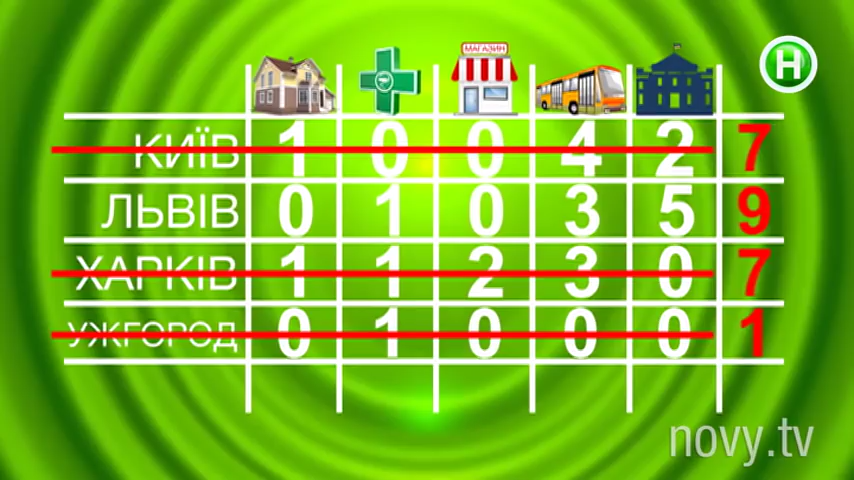 МАГАЗИН
Н
КИЇВ 1 0 0 4 2 7
ЛЬВІВ 0 1 0 3 5 9
ХАРКІВ 1 1 2 3 0 7
УЖГОРОД 0 1 0 0 0 1
novy.tv